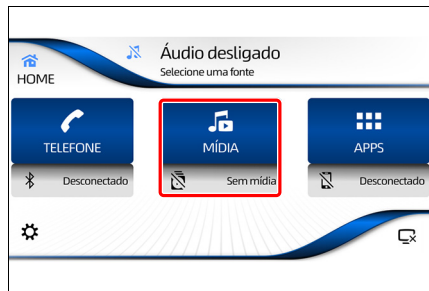 Áudio desligado
Selecione uma fonte
HOME
TELEFONE
MÍDIA
APPS
Desconectado
Sem mídia
Desconectado